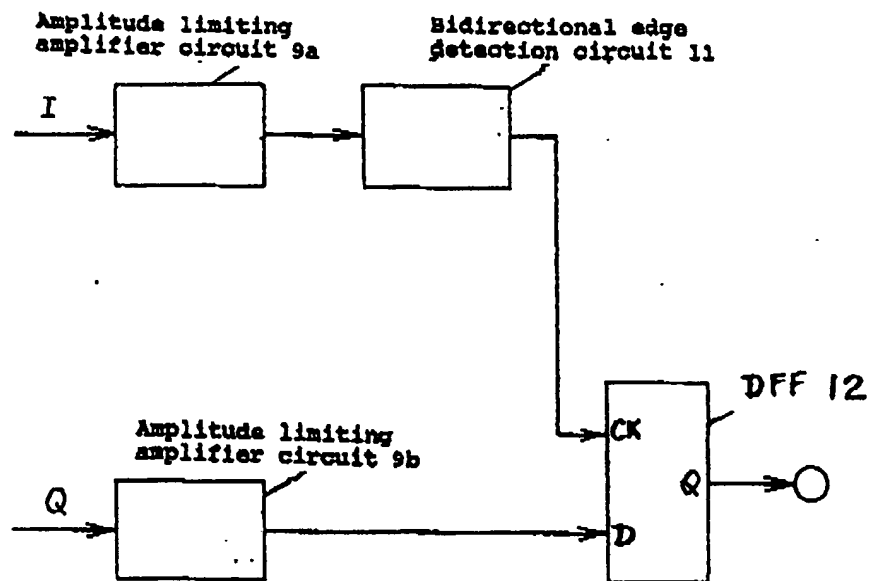 Amplitude limiting
amplifier circuit 9a
Bidirectional edge
detection circuit 11
I
DFF 12
CK
Amplitude limiting
amplifier circuit 9b
Q
Q
D